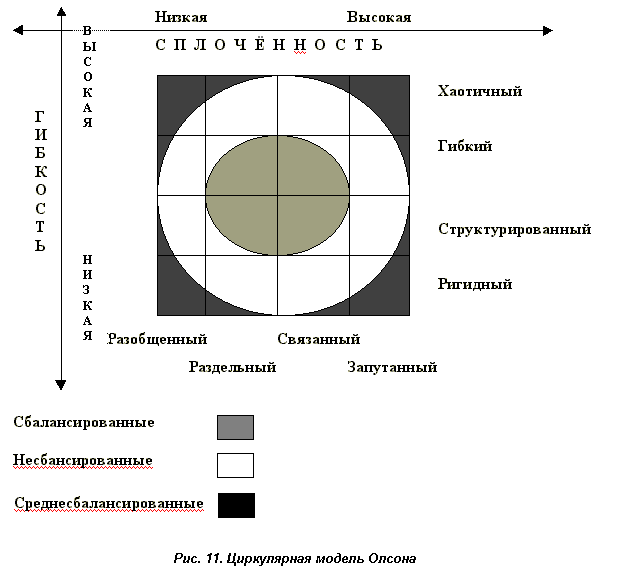 Низкая Высокая
СПЛОЧЁННОСТЬ
ВЫСОКАЯ
ГИБКОСТЬ
НИЗКАЯ
Хаотичный
Гибкий
Структурированный
Ригидный
Разобщенный Связанный
Раздельный Запутанный
Сбалансированные
Несбансированные
Среднесбалансированные
Рис. 11. Циркулярная модель Олсона